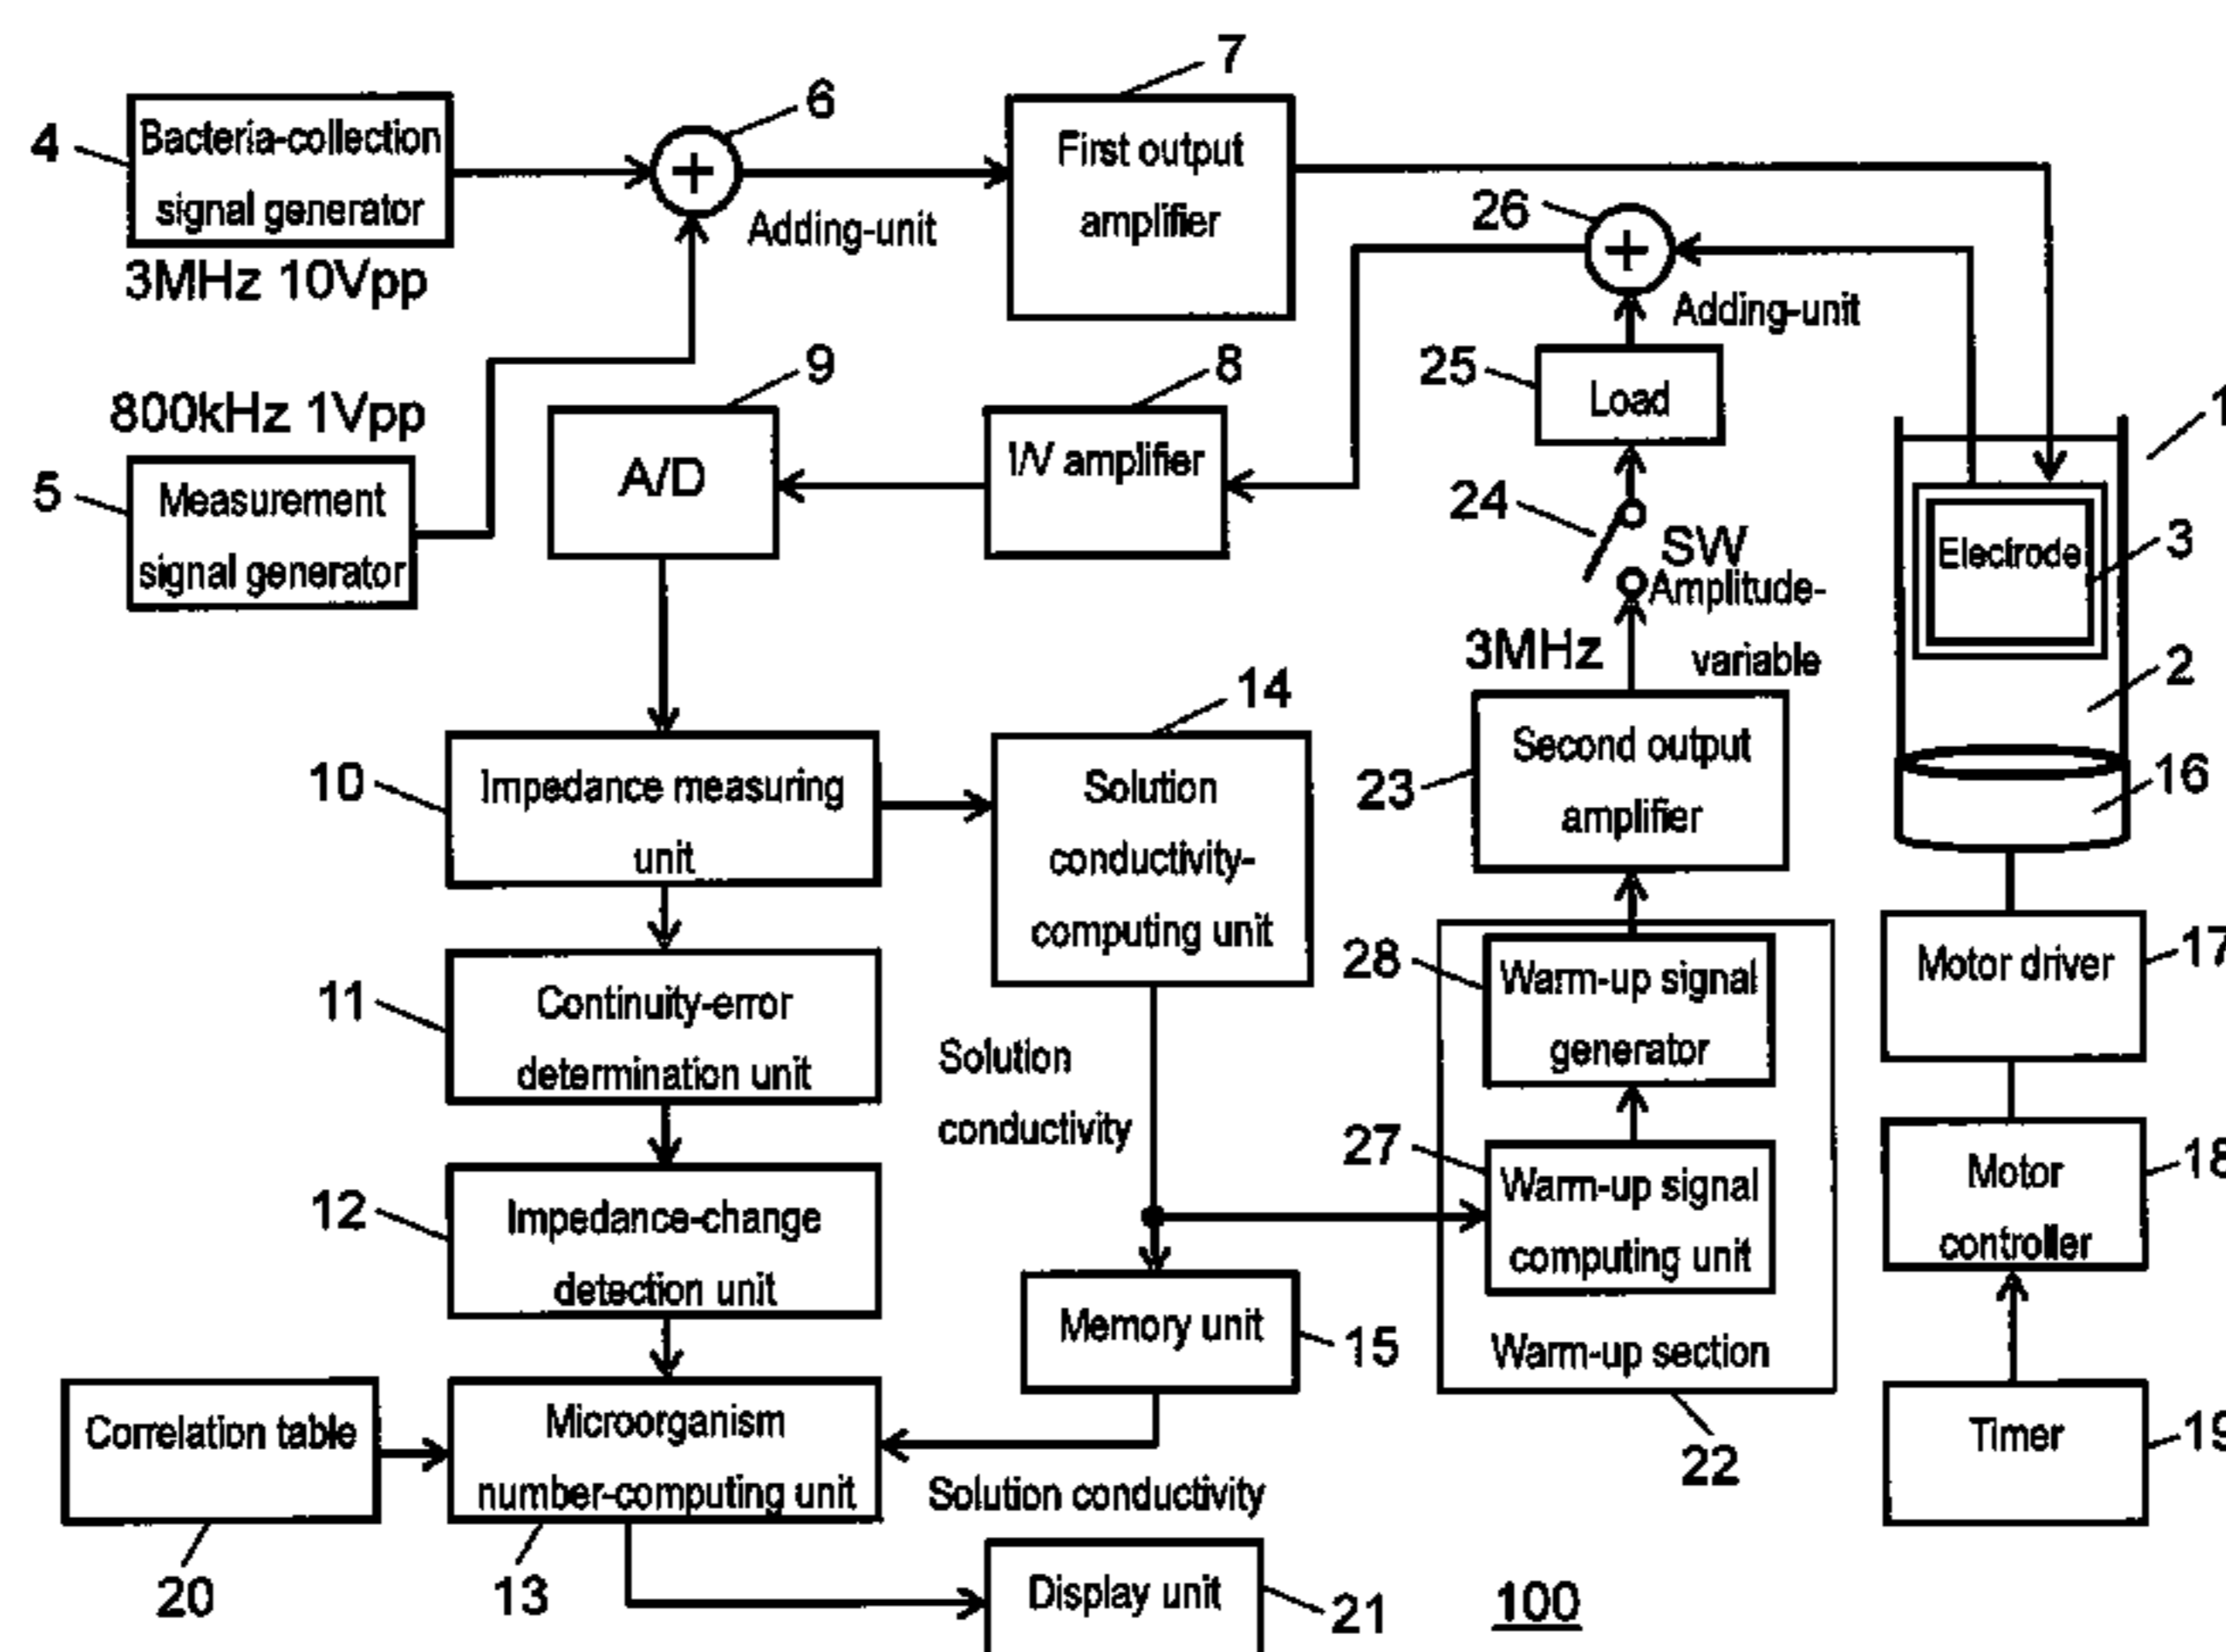 7
6
4
Bacteria-collection
signal generator
3MHz 10Vpp
+
Adding-unit
First output
amplifier
26
+
Adding-unit
800kHz 1Vpp
9
8
25
Load
1
5
Measurement
signal generator
A/D
I/V amplifier
24
SW
Amplitude-
variable
3MHz
Electrode
3
2
14
10
Impedance measuring
unit
Solution
conductivity-
computing unit
23
Second output
amplifier
16
11
Continuity-error
determination unit
Solution
conductivity
28
Warm-up signal
generator
Motor driver
17
12
Impedance-change
detection unit
27
Warm-up signal
computing unit
Motor
controller
18
Memory unit
15
Warm-up section
22
Correlation table
20
Microorganism
number-computing unit
13
Solution conductivity
Timer
19
Display unit
21
100